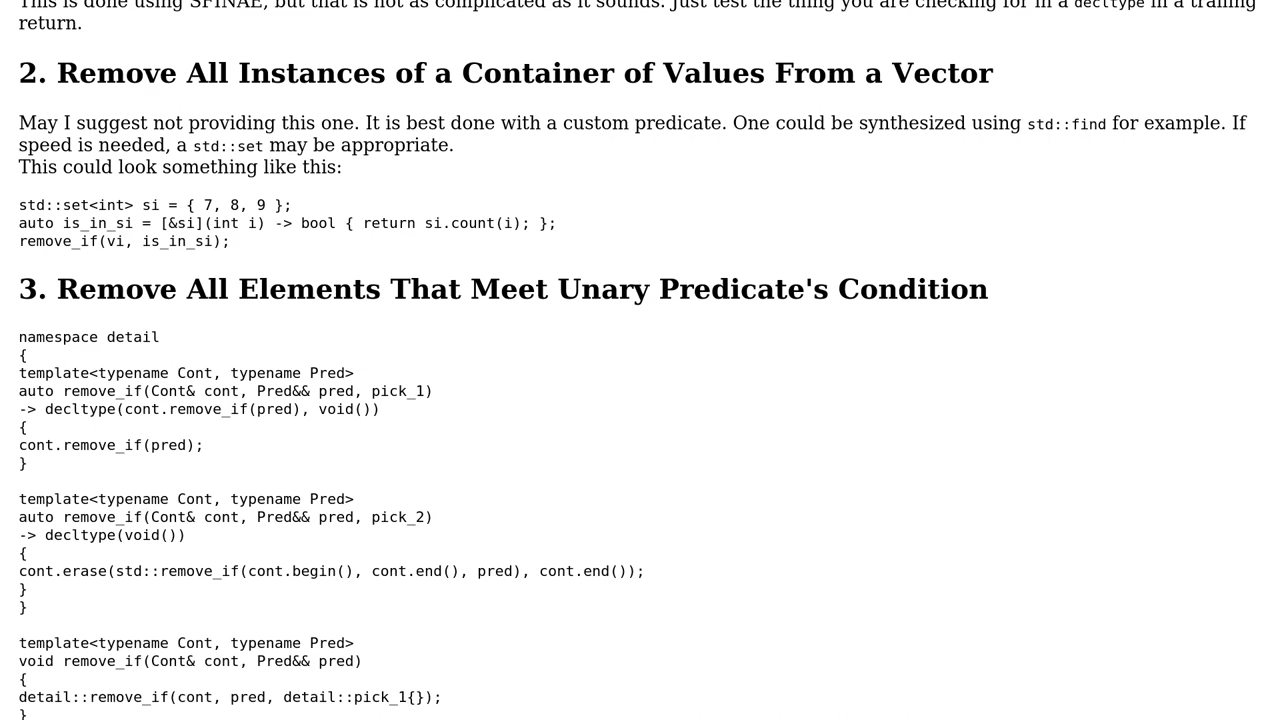 This is done using SFINAE, but that is not as complicated as it sounds. Just test the thing you are checking for in a decltype in a trailing
return.
2. Remove All Instances of a Container of Values From a Vector
May I suggest not providing this one. It is best done with a custom predicate. One could be synthesized using std::find for example. If
speed is needed, a std::set may be appropriate.
This could look something like this:
std::set<int> si = { 7, 8, 9 };
auto is_in_si = [&si](int i) -> bool { return si.count(i); };
remove_if(vi, is_in_si);
3. Remove All Elements That Meet Unary Predicate's Condition
namespace detail
{
template<typename Cont, typename Pred>
auto remove_if(Cont& cont, Pred&& pred, pick_1)
-> decltype(cont.remove_if(pred), void())
{
cont.remove_if(pred);
}
template<typename Cont, typename Pred>
auto remove_if(Cont& cont, Pred&& pred, pick_2)
-> decltype(void())
{
cont.erase(std::remove_if(cont.begin(), cont.end(), pred), cont.end());
}
}
template<typename Cont, typename Pred>
void remove_if(Cont& cont, Pred&& pred)
{
detail::remove_if(cont, pred, detail::pick_1{});
}